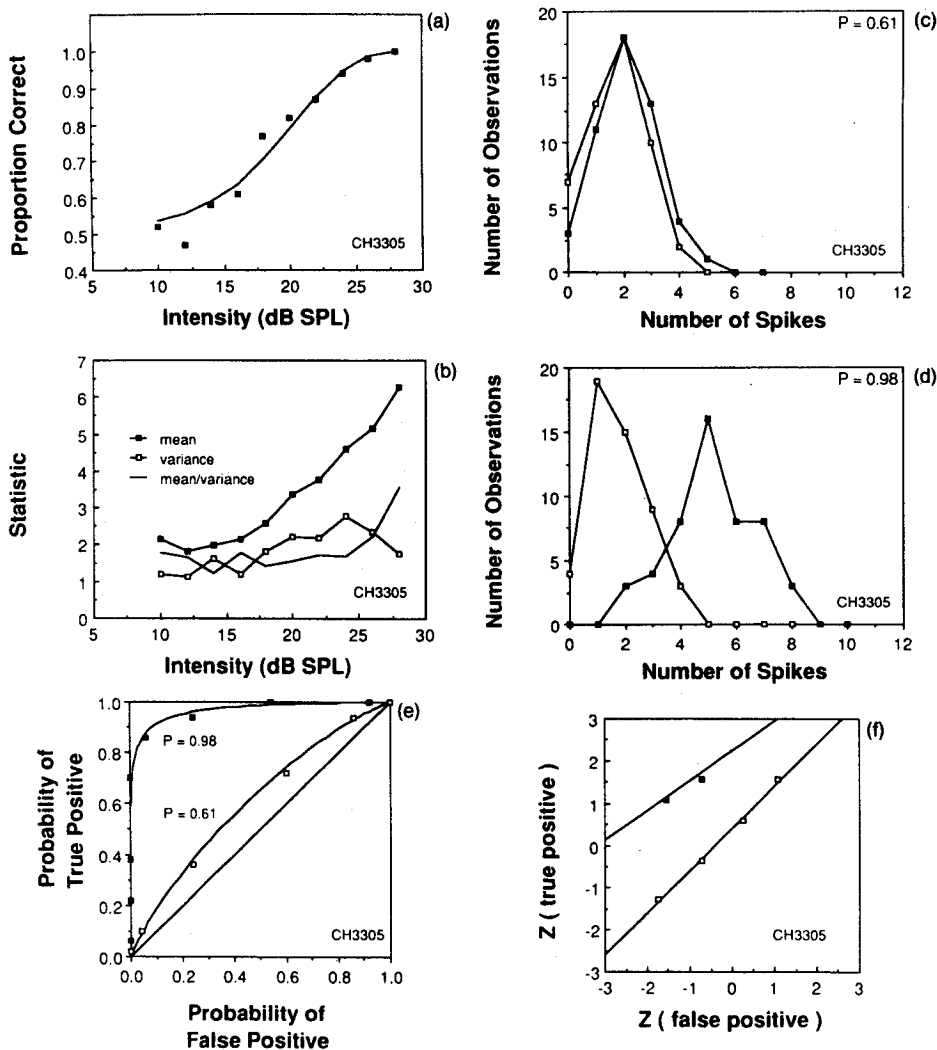 (a)
Proportion Correct
1.0
0.9
0.8
0.7
0.6
0.5
0.4
5 10 15 20 25 30
CH3305
Intensity (dB SPL)
(c)
P = 0.61
Number of Observations
20
15
10
5
0
0 2 4 6 8 10 12
CH3305
Number of Spikes
(b)
Statistic
7
6
5
4
3
2
1
0
mean
variance
mean/variance
5 10 15 20 25 30
CH3305
Intensity (dB SPL)
(d)
P = 0.98
Number of Observations
20
15
10
5
0
0 2 4 6 8 10 12
CH3305
Number of Spikes
(e)
Probability of
True Positive
1.0
0.8
0.6
0.4
0.2
0.0
P = 0.98
P = 0.61
CH3305
0.0 0.2 0.4 0.6 0.8 1.0
Probability of
False Positive
(f)
Z ( true positive )
3
2
1
0
-1
-2
-3
CH3305
-3 -2 -1 0 1 2 3
Z ( false positive )